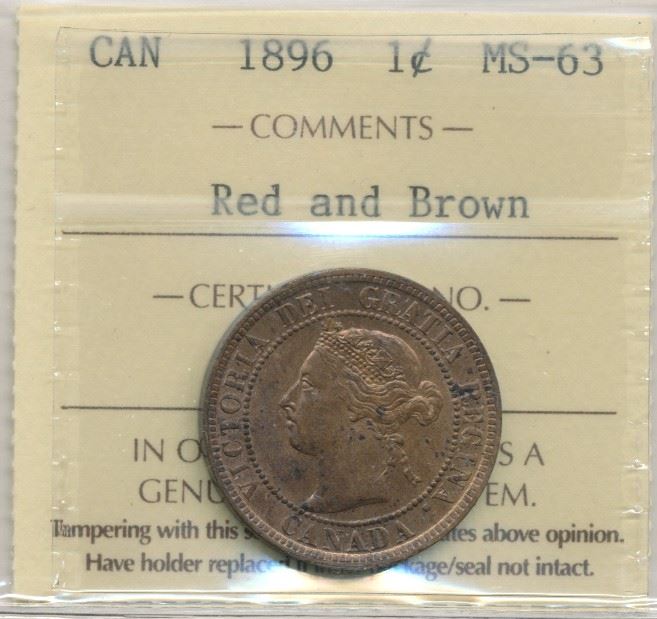 CAN 1896 1¢ MS-63
— COMMENTS —
Red and Brown
— CERT NO. —
VICTORIA DEI GRATIA REGINA
CANADA
IN O S A
GENU EM.
Tampering with this s tes above opinion.
Have holder replaced if kage/seal not intact.